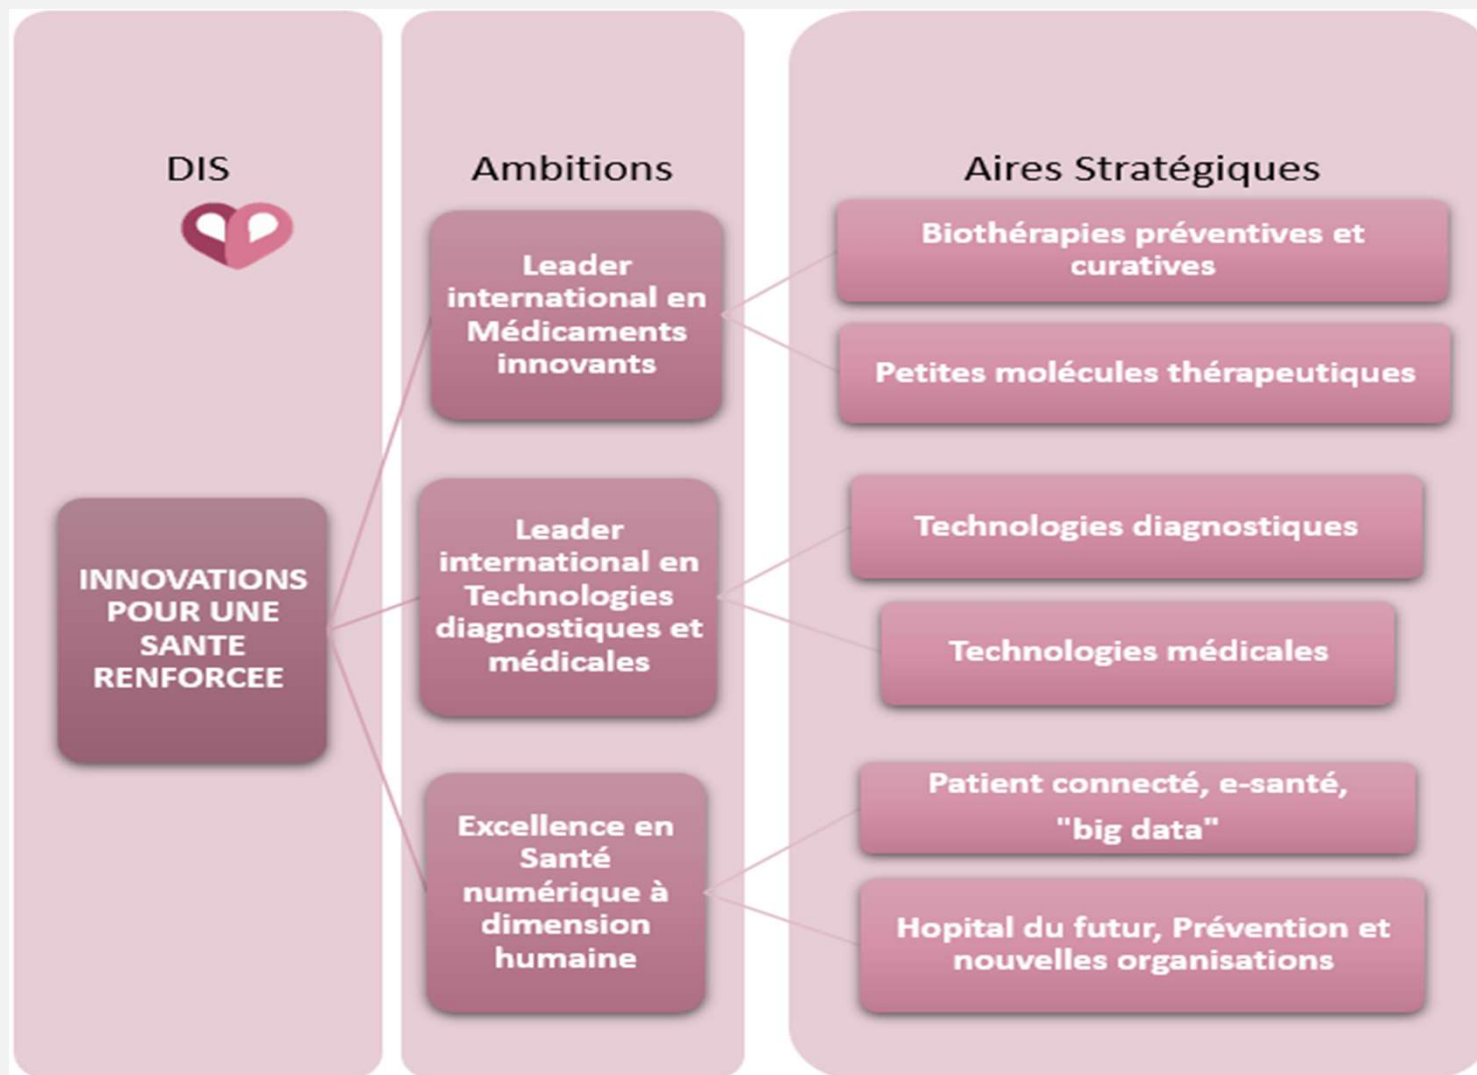 DIS
INNOVATIONS
POUR UNE
SANTE
RENFORCEE
Ambitions
Leader
international en
Médicaments
innovants
Leader
international en
Technologies
diagnostiques et
médicales
Excellence en
Santé
numérique à
dimension
humaine
Aires Stratégiques
Biothérapies préventives et
curatives
Petites molécules thérapeutiques
Technologies diagnostiques
Technologies médicales
Patient connecté, e-santé,
"big data"
Hopital du futur, Prévention et
nouvelles organisations